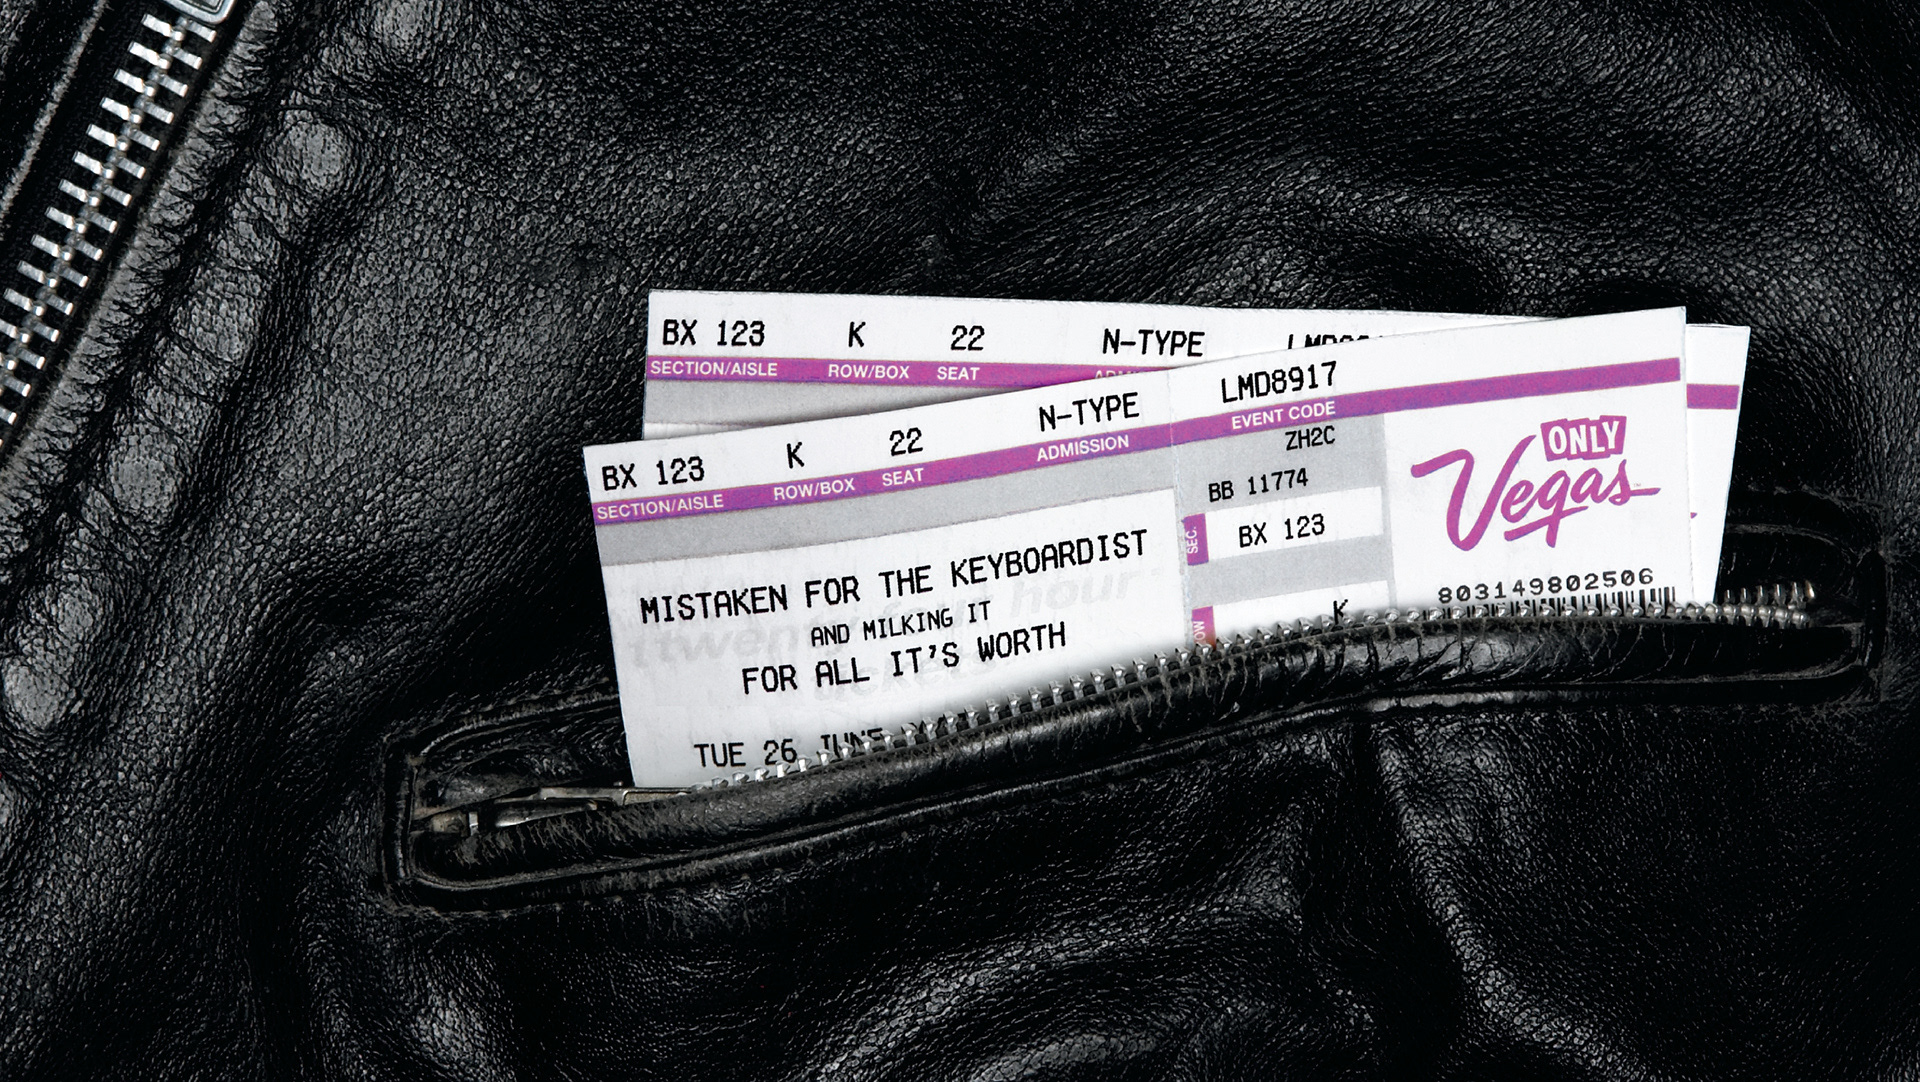 BX 123 K 22 N-TYPE
SECTION/AISLE ROW/BOX SEAT
BX 123 K 22 N-TYPE LMD8917
SECTION/AISLE ROW/BOX SEAT ADMISSION EVENT CODE
ZH2C
BB 11774
SEC. BX 123
K
MISTAKEN FOR THE KEYBOARDIST
AND MILKING IT
FOR ALL IT'S WORTH
TUE 26 JUNE
ONLY
Vegas
803149802506